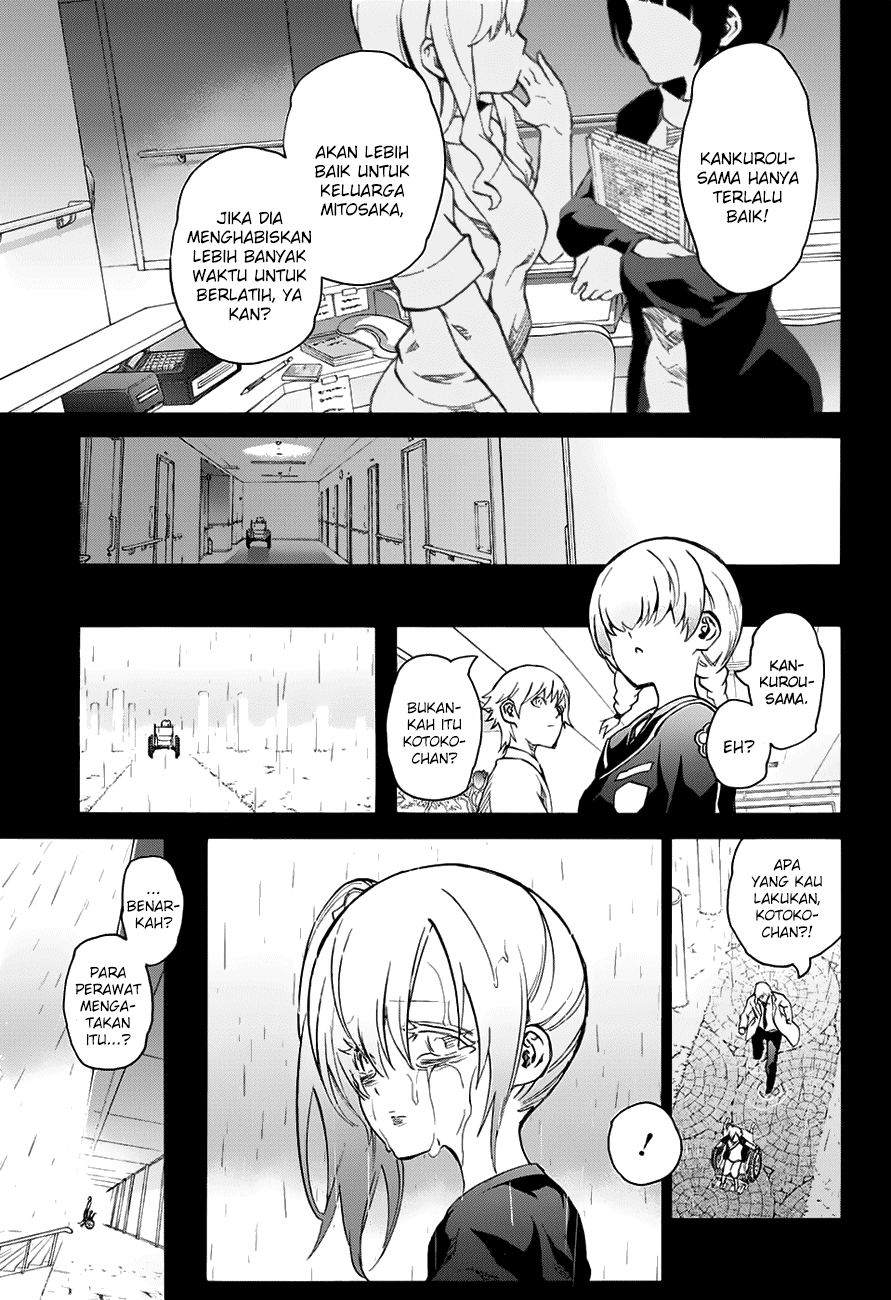 KANKUROU-
SAMA HANYA
TERLALU
BAIK!
AKAN LEBIH
BAIK UNTUK
KELUARGA
MITOSAKA,
JIKA DIA
MENGHABISKAN
LEBIH BANYAK
WAKTU UNTUK
BERLATIH, YA
KAN?
KAN-
KUROU-
SAMA.
EH?
BUKAN-
KAH ITU
KOTOKO-
CHAN?
APA
YANG KAU
LAKUKAN,
KOTOKO-
CHAN?!
!
...
BENAR-
KAH?
PARA
PERAWAT
MENGA-
TAKAN
ITU...?